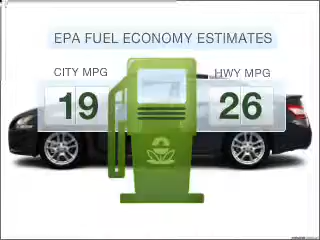 EPA FUEL ECONOMY ESTIMATES
CITY MPG
HWY MPG
19
26